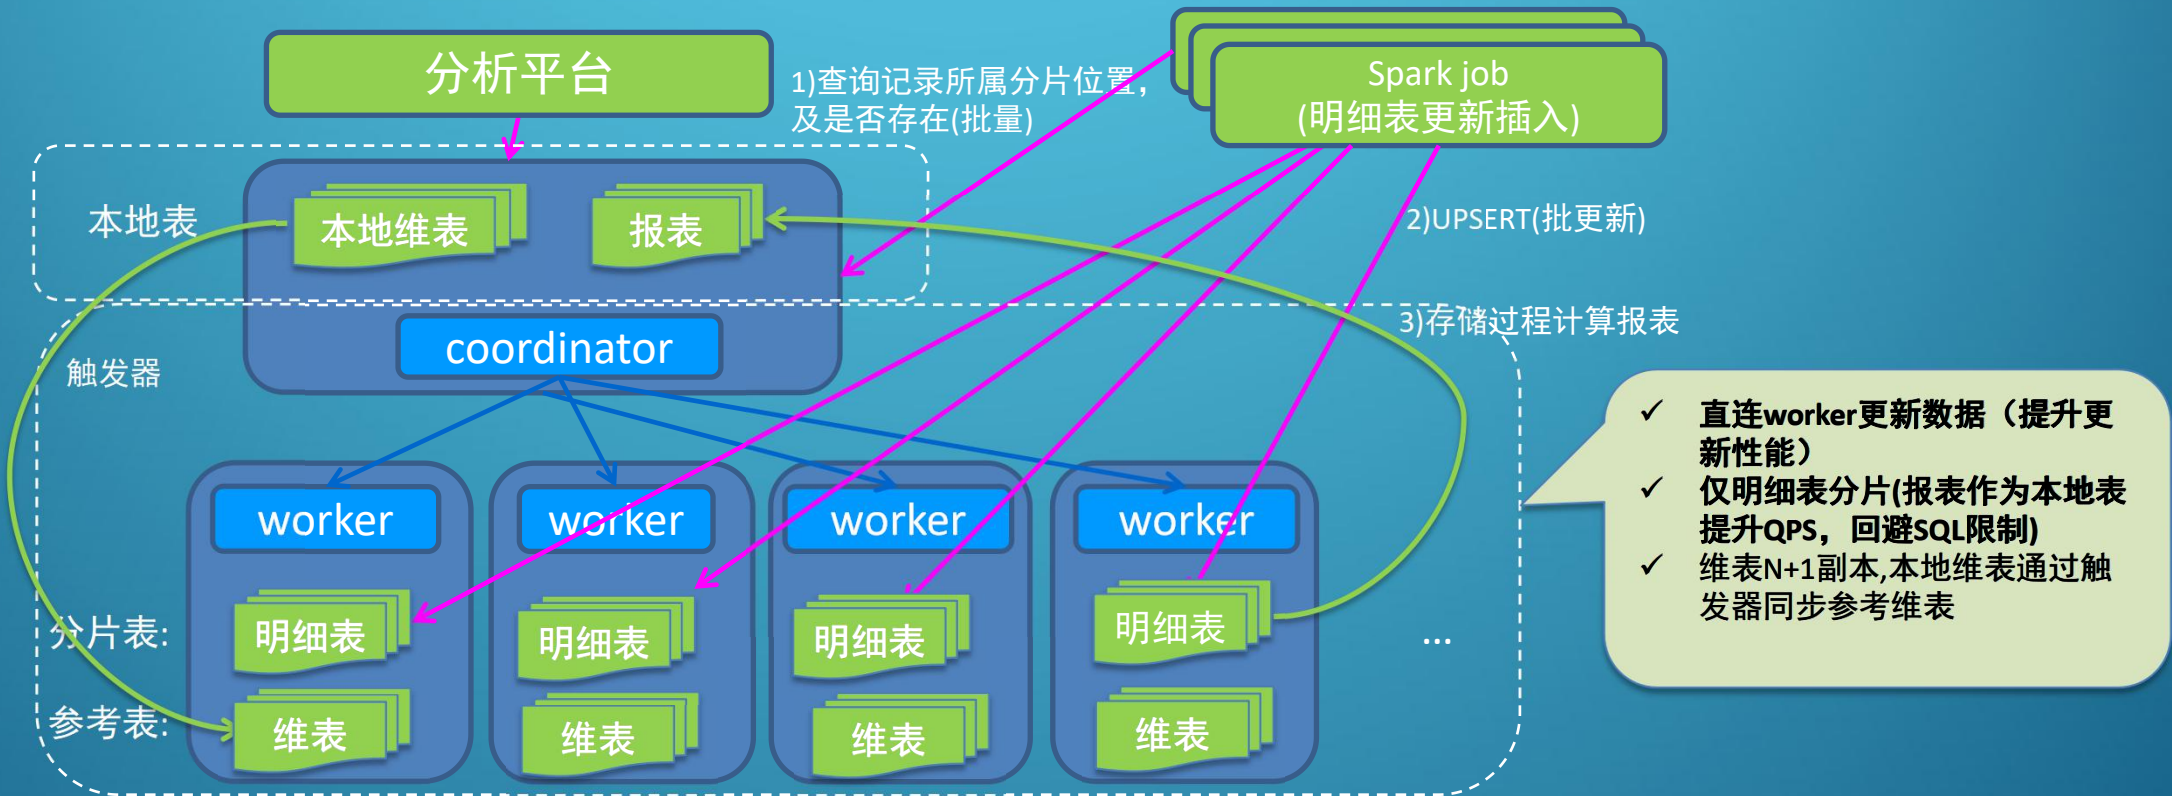 分析平台
1)查询记录所属分片位置,
及是否存在(批量)
Spark job
(明细表更新插入)
本地表
本地维表
报表
2)UPSERT(批更新)
coordinator
3)存储过程计算报表
触发器
worker
worker
worker
worker
分片表:
明细表
明细表
明细表
明细表
...
参考表:
维表
维表
维表
维表
✓ 直连worker更新数据（提升更
新性能）
✓ 仅明细表分片(报表作为本地表
提升QPS，回避SQL限制)
✓ 维表N+1副本,本地维表通过触
发器同步参考维表